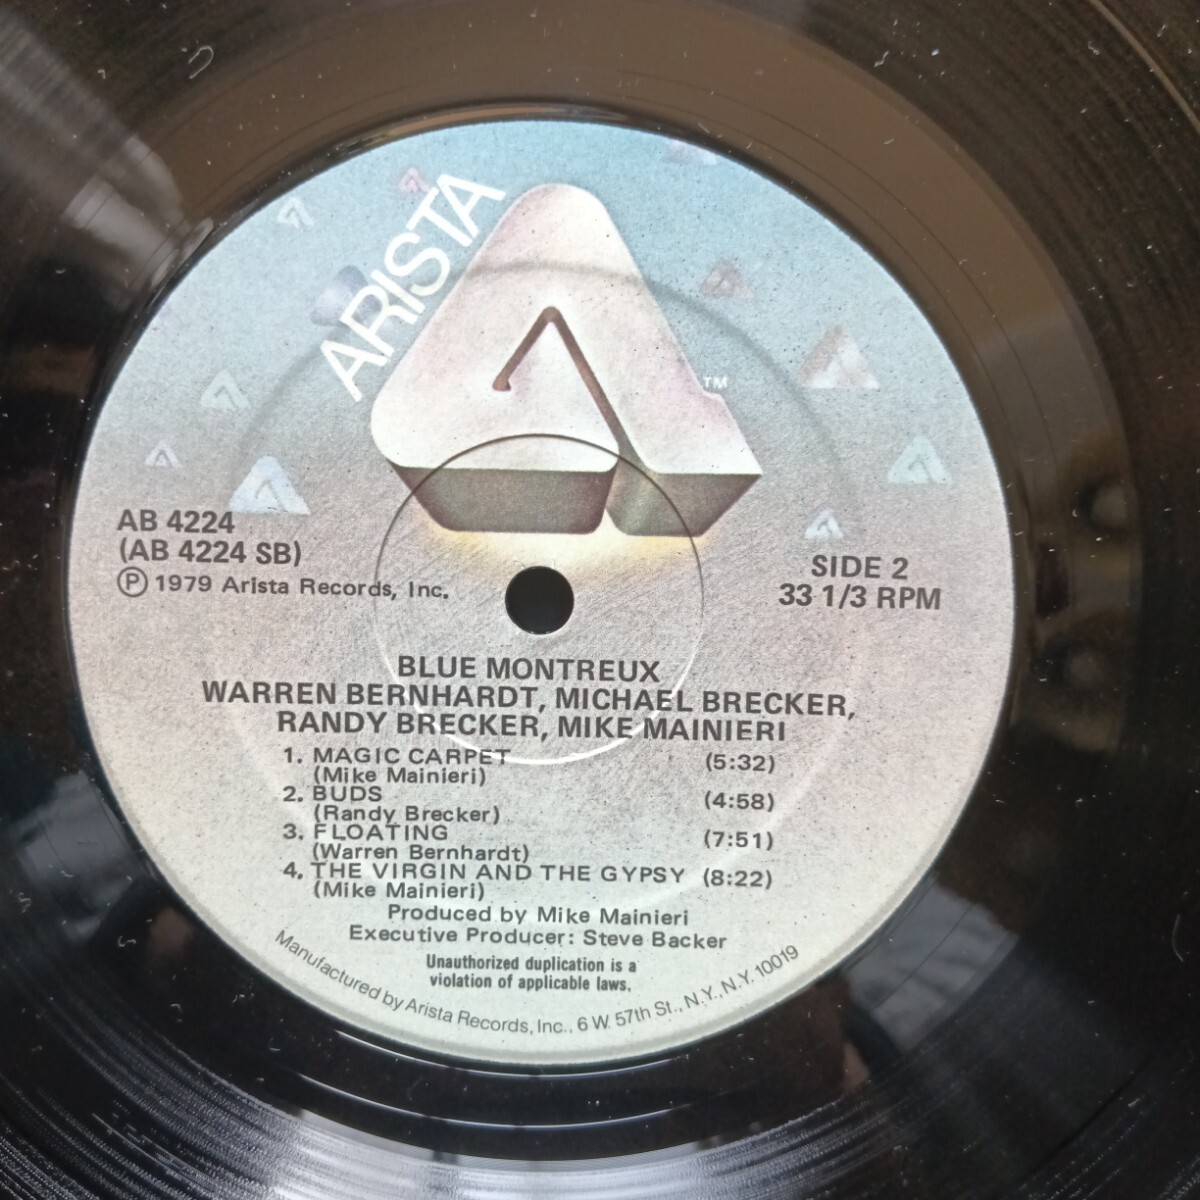 ARISTA
TM
AB 4224
(AB 4224 SB)
Ⓟ 1979 Arista Records, Inc.
SIDE 2
33 1/3 RPM
BLUE MONTREUX
WARREN BERNHARDT, MICHAEL BRECKER,
RANDY BRECKER, MIKE MAINIERI
1. MAGIC CARPET (5:32)
(Mike Mainieri)
2. BUDS (4:58)
(Randy Brecker)
3. FLOATING (7:51)
(Warren Bernhardt)
4. THE VIRGIN AND THE GYPSY (8:22)
(Mike Mainieri)
Produced by Mike Mainieri
Executive Producer: Steve Backer
Unauthorized duplication is a
violation of applicable laws.
Manufactured by Arista Records, Inc., 6 W. 57th St., N.Y., N.Y. 10019